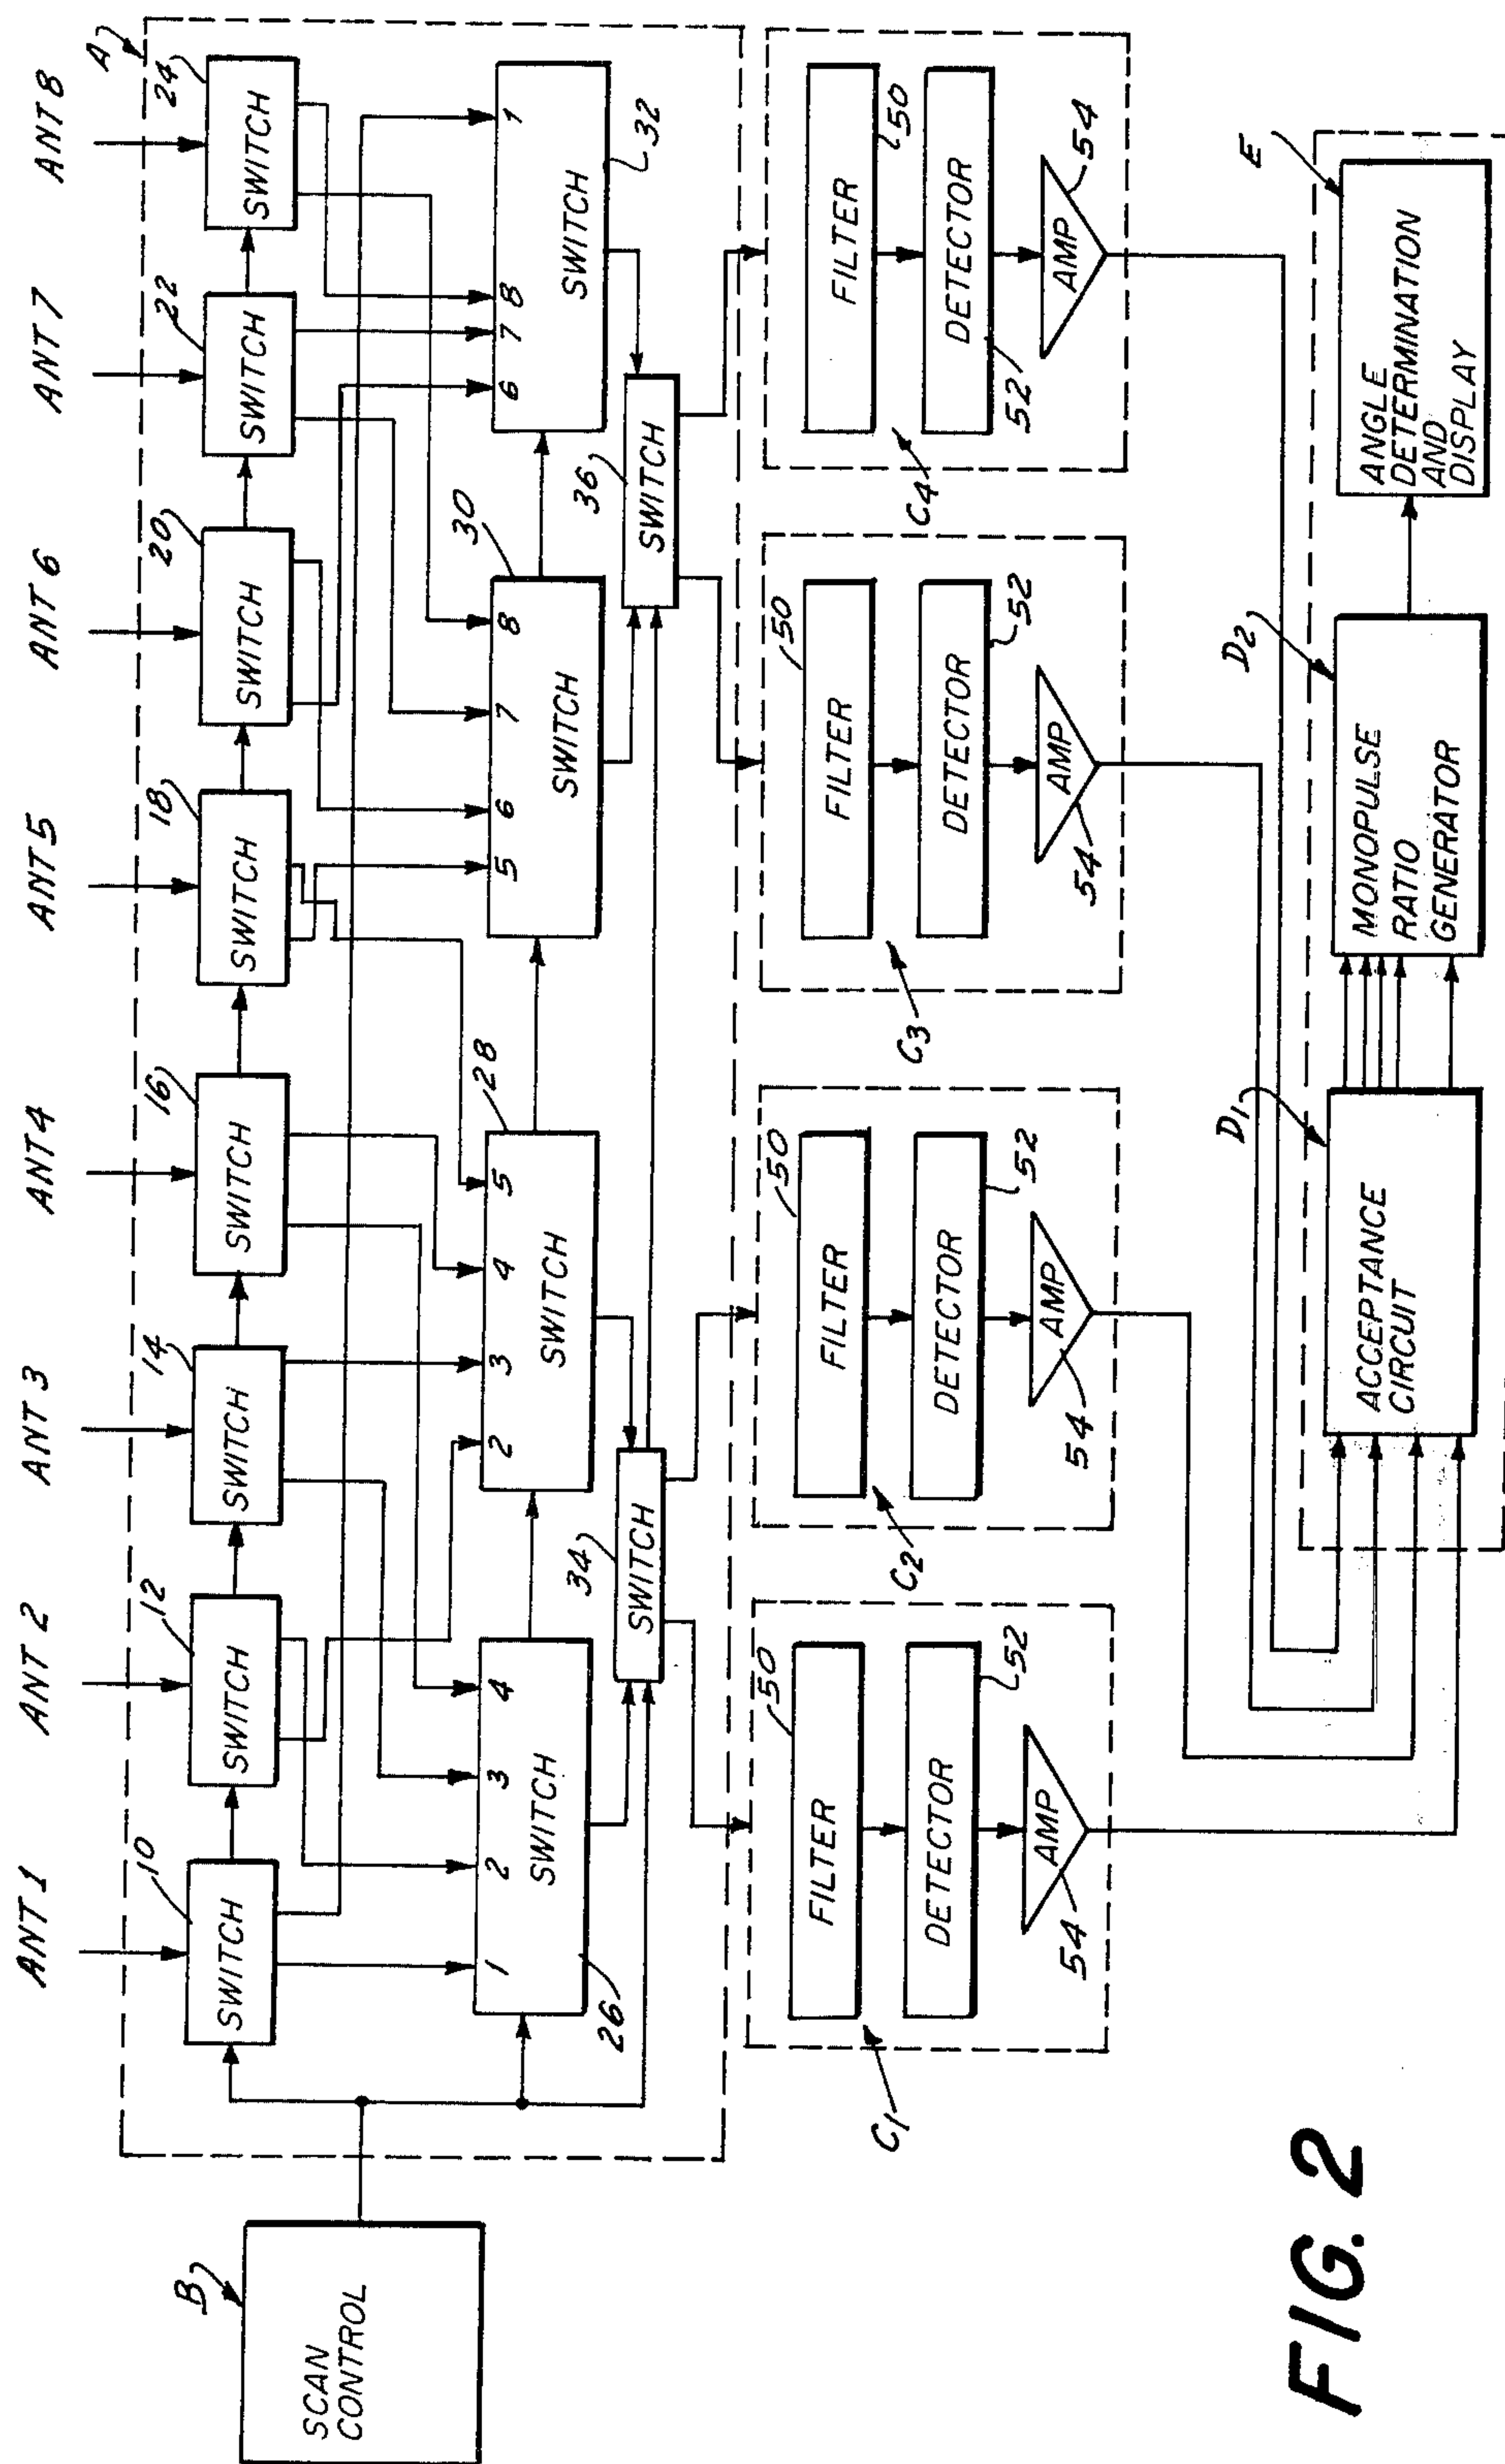 ANT 1
ANT 2
ANT 3
ANT 4
ANT 5
ANT 6
ANT 7
ANT 8
A
10
12
14
16
18
20
22
24
SWITCH
SWITCH
SWITCH
SWITCH
SWITCH
SWITCH
SWITCH
SWITCH
B
SCAN
CONTROL
1 2 3 4
SWITCH
26
2 3 4 5
SWITCH
28
5 6 7 8
SWITCH
30
6 7 8 1
SWITCH
32
34
SWITCH
36
SWITCH
C1
50
FILTER
DETECTOR
52
AMP
54
C2
50
FILTER
DETECTOR
52
AMP
54
C3
50
FILTER
DETECTOR
52
AMP
54
C4
50
FILTER
DETECTOR
52
AMP
54
D1
ACCEPTANCE
CIRCUIT
D2
MONOPULSE
RATIO
GENERATOR
E
ANGLE
DETERMINATION
AND
DISPLAY
FIG. 2